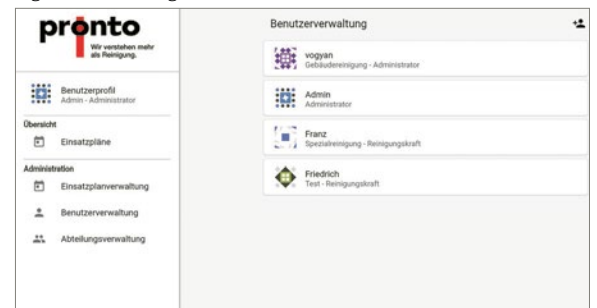 pronto
Wir verstehen mehr
als Reinigung.
Benutzerprofil
Admin - Administrator
Übersicht
Einsatzpläne
Administration
Einsatzplanverwaltung
Benutzerverwaltung
Abteilungsverwaltung
Benutzerverwaltung
vogyan
Gebäudereinigung - Administrator
Admin
Administrator
Franz
Spezialreinigung - Reinigungskraft
Friedrich
Test - Reinigungskraft